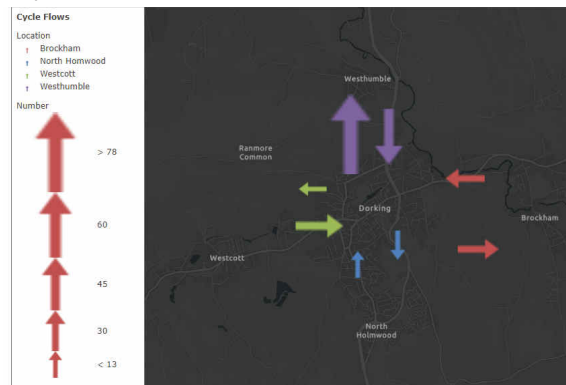 Cycle Flows
Location
Brockham
North Homwood
Westcott
Westhumble
Number
> 78
60
45
30
< 13
Westhumble
Ranmore
Common
Dorking
Brockham
Westcott
North
Holmwood